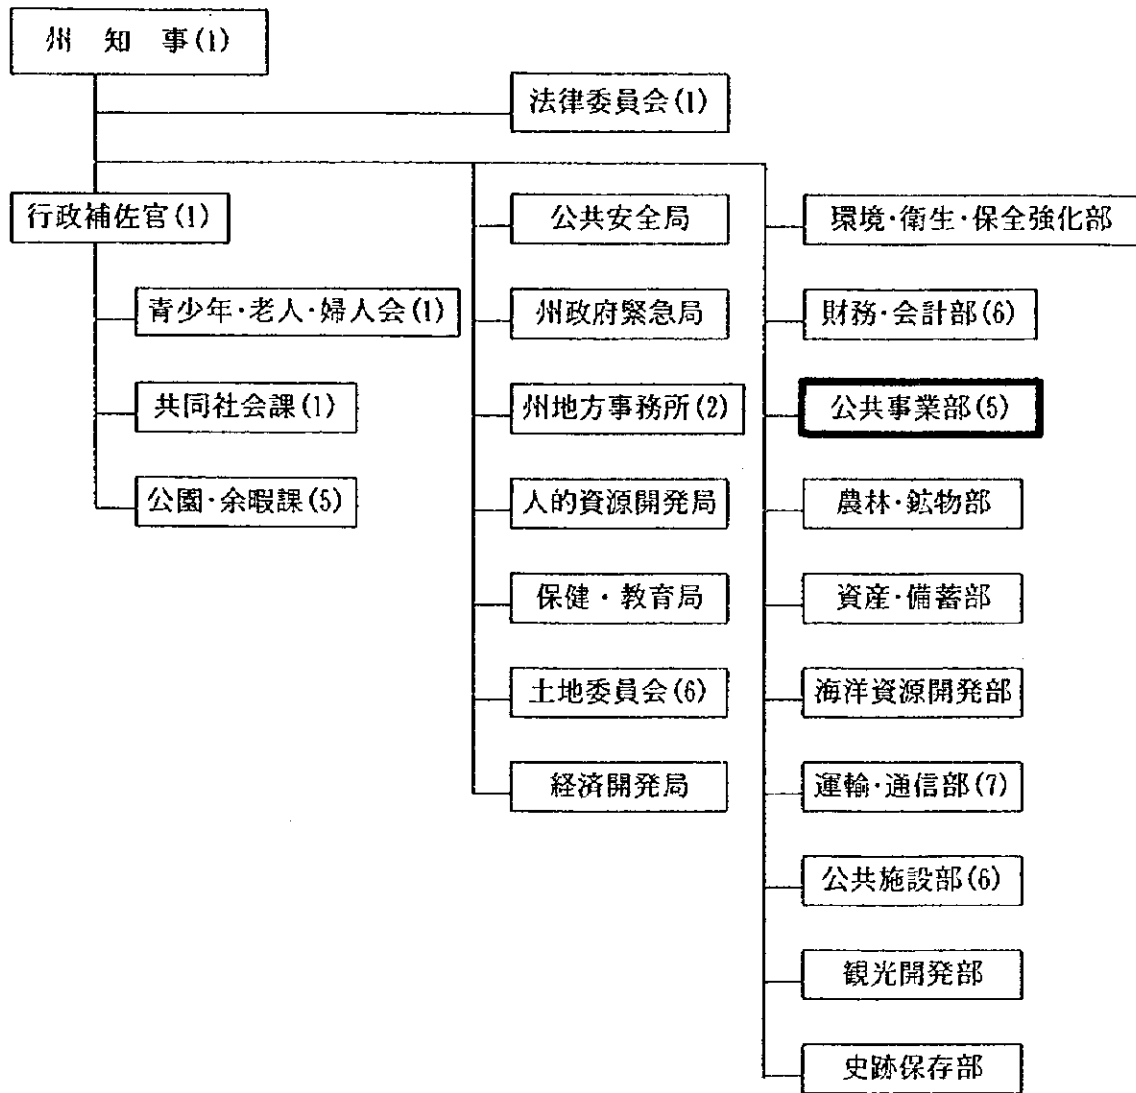 州 知 事(1)
法律委員会(1)
行政補佐官(1)
青少年･老人･婦人会(1)
共同社会課(1)
公園･余暇課(5)
公共安全局
州政府緊急局
州地方事務所(2)
人的資源開発局
保健・教育局
土地委員会(6)
経済開発局
環境･衛生･保全強化部
財務･会計部(6)
公共事業部(5)
農林･鉱物部
資産･備蓄部
海洋資源開発部
運輸･通信部(7)
公共施設部(6)
観光開発部
史跡保存部